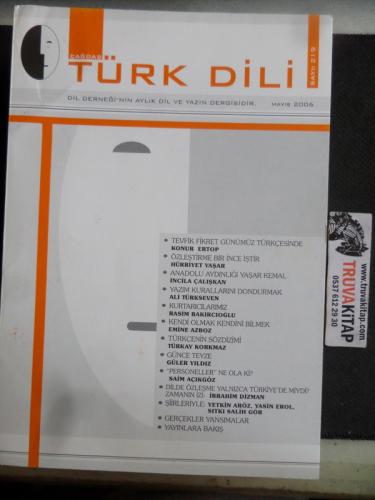 ÇAĞDAŞ
TÜRK DİLİ
SAYI 219
DİL DERNEĞİ'NİN AYLIK DİL VE YAZIN DERGİSİDİR.
MAYIS 2006
• TEVFİK FİKRET GÜNÜMÜZ TÜRKÇESİNDE
KONUR ERTOP
• ÖZLEŞTİRME BİR İNCE İŞTİR
HÜRRİYET YAŞAR
• ANADOLU AYDINLIĞI YAŞAR KEMAL
İNCİLA ÇALIŞKAN
• YAZIM KURALLARINI DONDURMAK
ALİ TÜRKSEVEN
• KURTARICILARIMIZ
RASİM BAKIRCIOĞLU
• KENDİ OLMAK KENDİNİ BİLMEK
EMİNE AZBOZ
• TÜRKÇENİN SÖZDİZİMİ
TÜRKAY KORKMAZ
• GÜNCE TEYZE
GÜLER YILDIZ
• "PERSONELLER" NE OLA Kİ?
SAİM AÇIKGÖZ
• DİLDE ÖZLEŞME YALNIZCA TÜRKİYE'DE MİYDİ?
ZAMANIN İZİ: İBRAHİM DİZMAN
• ŞİİRLERİYLE: YETKİN ARÖZ, YASİN EROL,
SITKI SALİH GÖR
• GERÇEKLER YANSIMALAR
• YAYINLARA BAKIŞ
www.truvakitap.com
TRUVAKİTAP
0537 612 29 30